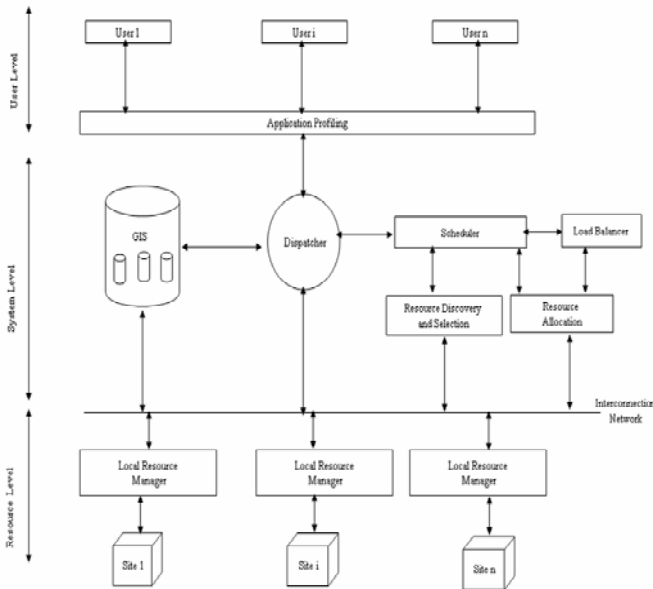 User Level
User 1
User i
User n
Application Profiling
System Level
GIS
Dispatcher
Scheduler
Load Balancer
Resource Discovery
and Selection
Resource
Allocation
Interconnection
Network
Resource Level
Local Resource
Manager
Local Resource
Manager
Local Resource
Manager
Site 1
Site i
Site n